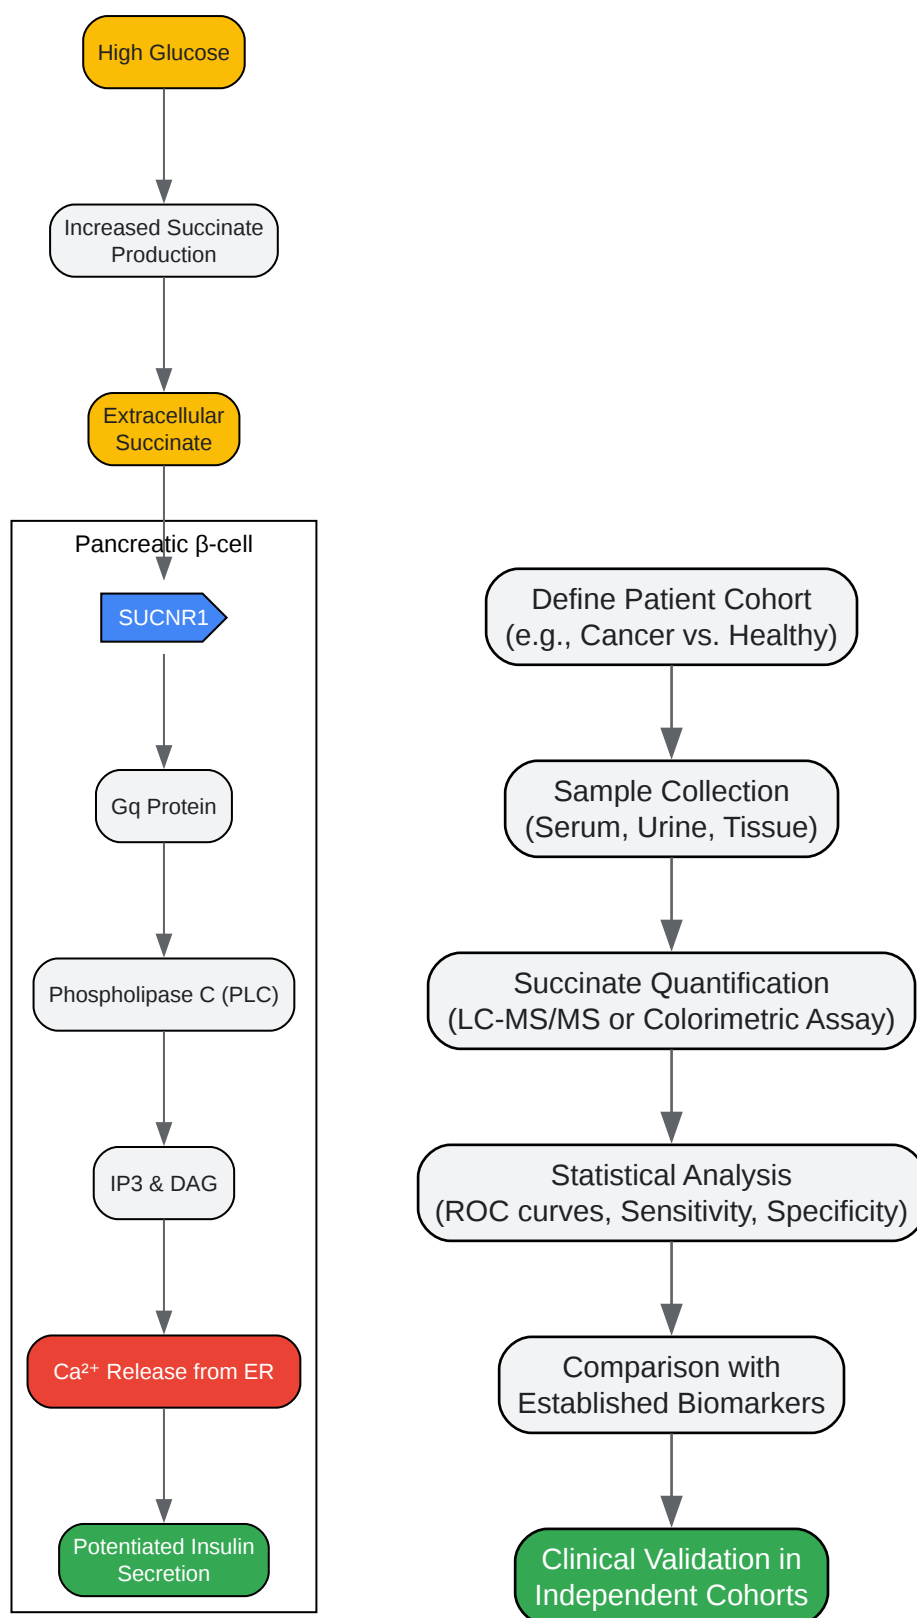 High Glucose
Increased Succinate
Production
Extracellular
Succinate
Pancreatic β-cell
SUCNR1
Gq Protein
Phospholipase C (PLC)
IP3 & DAG
Ca²⁺ Release from ER
Potentiated Insulin
Secretion
Define Patient Cohort
(e.g., Cancer vs. Healthy)
Sample Collection
(Serum, Urine, Tissue)
Succinate Quantification
(LC-MS/MS or Colorimetric Assay)
Statistical Analysis
(ROC curves, Sensitivity, Specificity)
Comparison with
Established Biomarkers
Clinical Validation in
Independent Cohorts